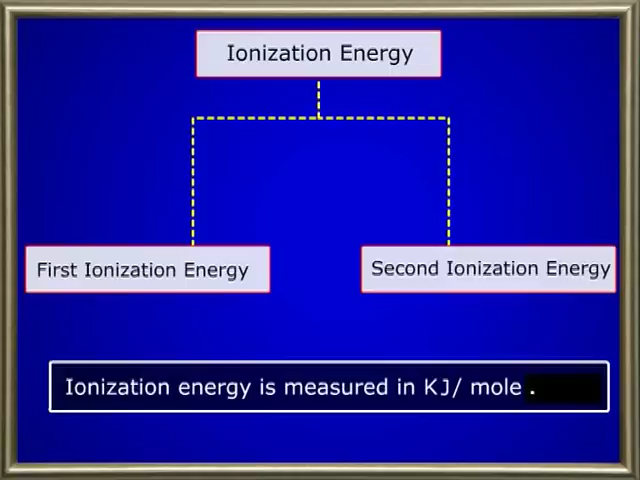 Ionization Energy
First Ionization Energy
Second Ionization Energy
Ionization energy is measured in KJ/ mole .